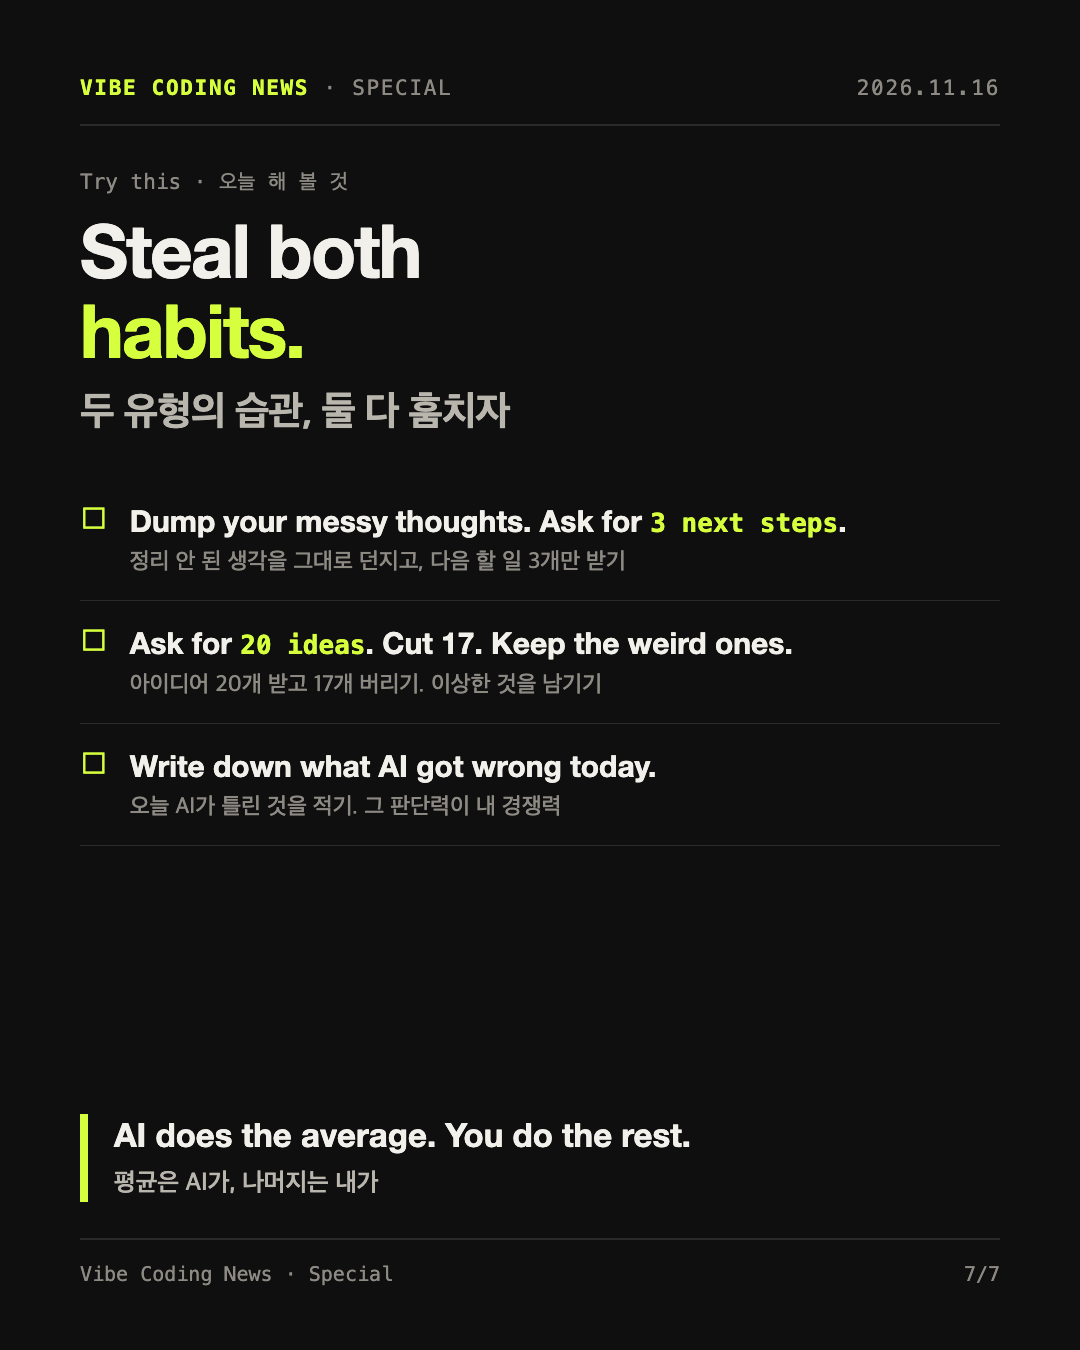 VIBE CODING NEWS · SPECIAL
2026.11.16
Try this · 오늘 해 볼 것
Steal both
habits.
두 유형의 습관, 둘 다 훔치자
Dump your messy thoughts. Ask for 3 next steps.
정리 안 된 생각을 그대로 던지고, 다음 할 일 3개만 받기
Ask for 20 ideas. Cut 17. Keep the weird ones.
아이디어 20개 받고 17개 버리기. 이상한 것을 남기기
Write down what AI got wrong today.
오늘 AI가 틀린 것을 적기. 그 판단력이 내 경쟁력
AI does the average. You do the rest.
평균은 AI가, 나머지는 내가
Vibe Coding News · Special
7/7